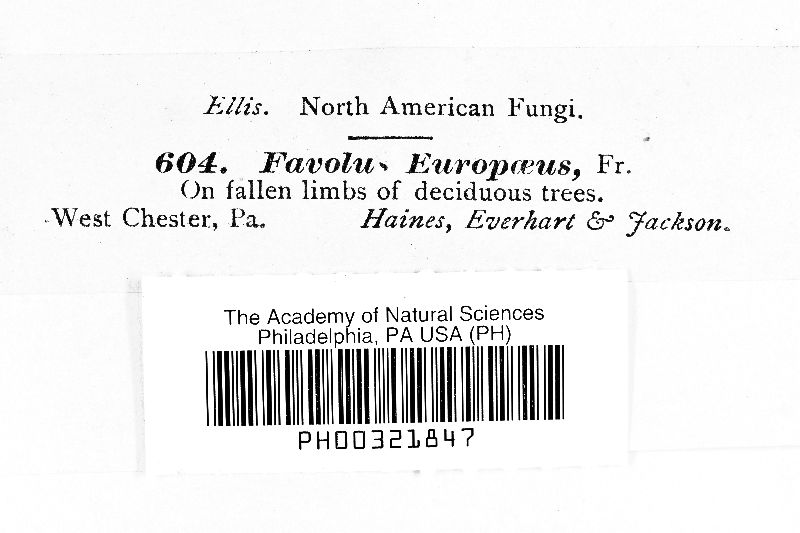 Ellis. North American Fungi.
604. Favolus Europæus, Fr.
On fallen limbs of deciduous trees.
West Chester, Pa. Haines, Everhart & Jackson.
The Academy of Natural Sciences
Philadelphia, PA USA (PH)
PH00321847